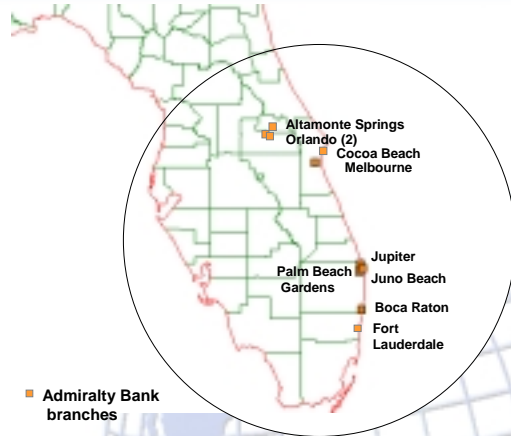 Altamonte Springs
Orlando (2)
Cocoa Beach
Melbourne
Jupiter
Palm Beach
Gardens
Juno Beach
Boca Raton
Fort
Lauderdale
Admiralty Bank
branches